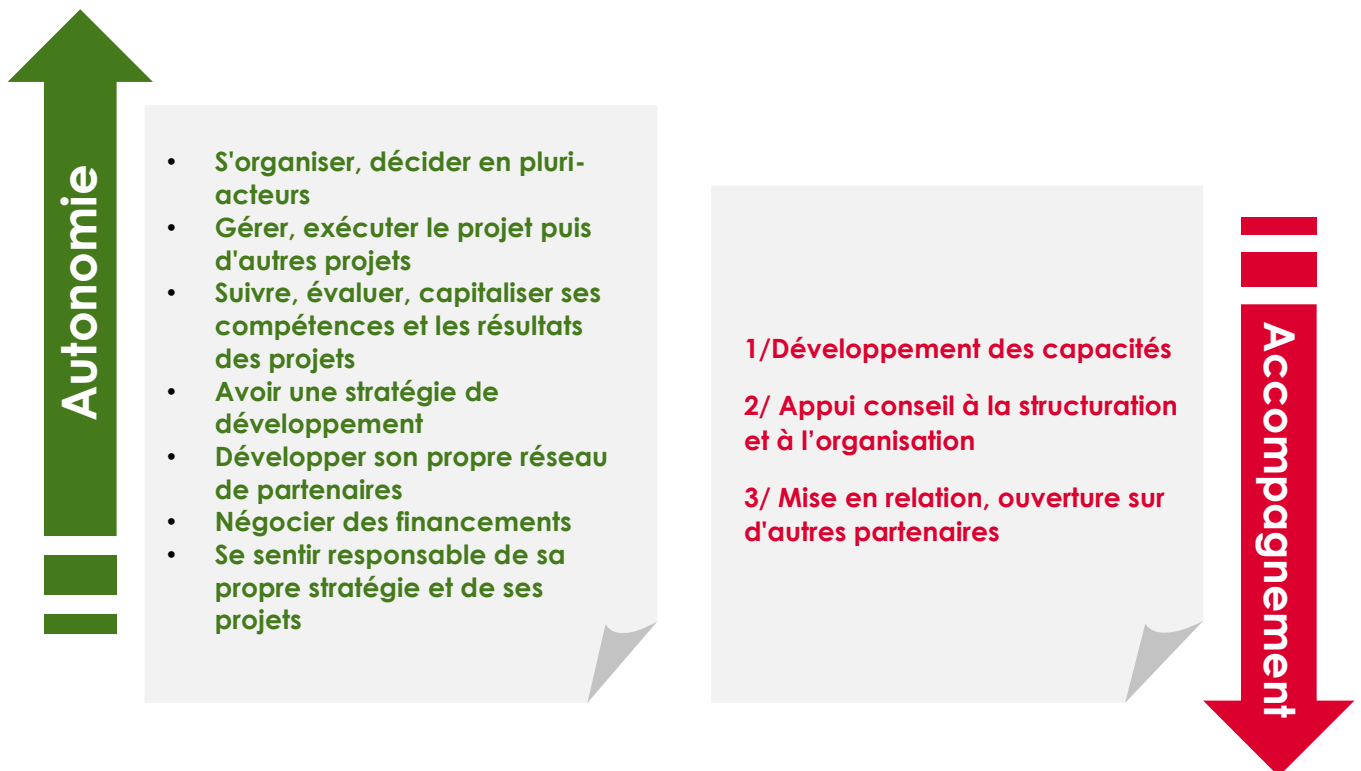 Autonomie
• S'organiser, décider en pluri-
acteurs
• Gérer, exécuter le projet puis
d'autres projets
• Suivre, évaluer, capitaliser ses
compétences et les résultats
des projets
• Avoir une stratégie de
développement
• Développer son propre réseau
de partenaires
• Négocier des financements
• Se sentir responsable de sa
propre stratégie et de ses
projets
1/Développement des capacités
2/ Appui conseil à la structuration
et à l’organisation
3/ Mise en relation, ouverture sur
d'autres partenaires
Accompagnement